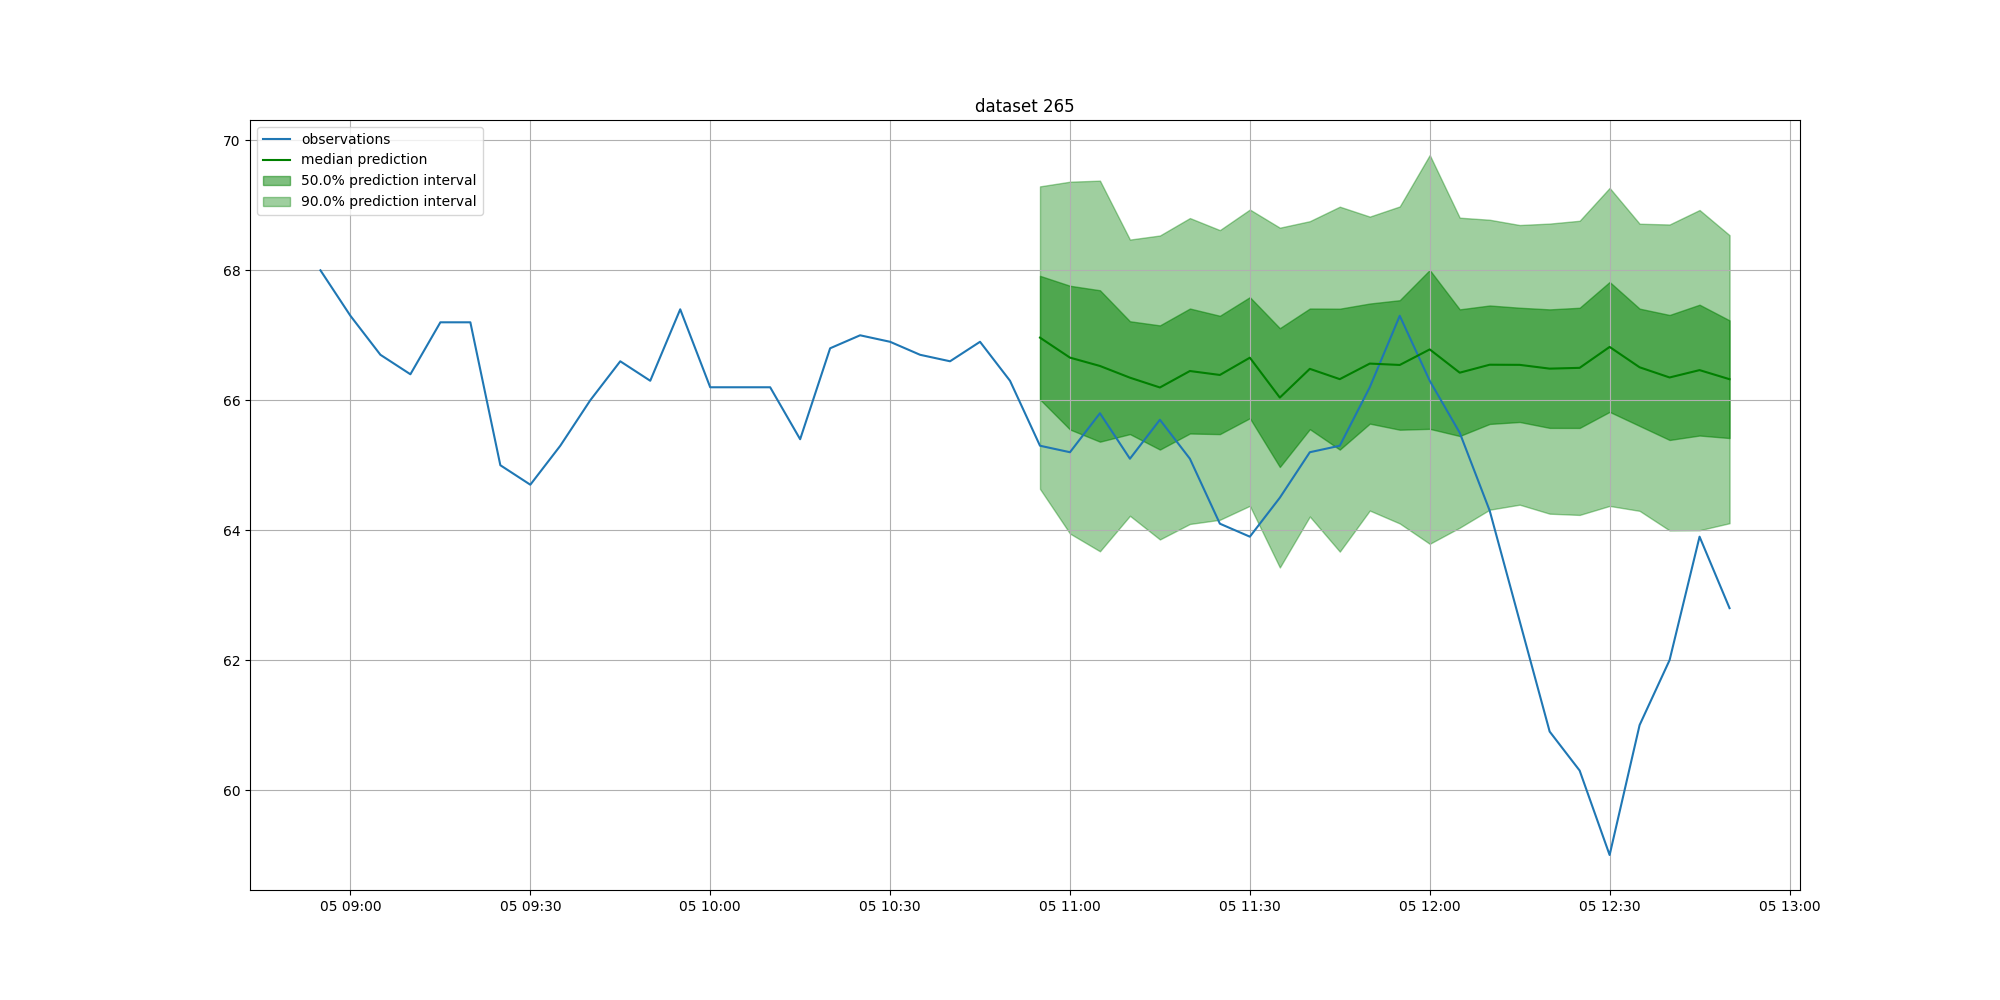 dataset 265
observations
median prediction
50.0% prediction interval
90.0% prediction interval
70
68
66
64
62
60
05 09:00 05 09:30 05 10:00 05 10:30 05 11:00 05 11:30 05 12:00 05 12:30 05 13:00